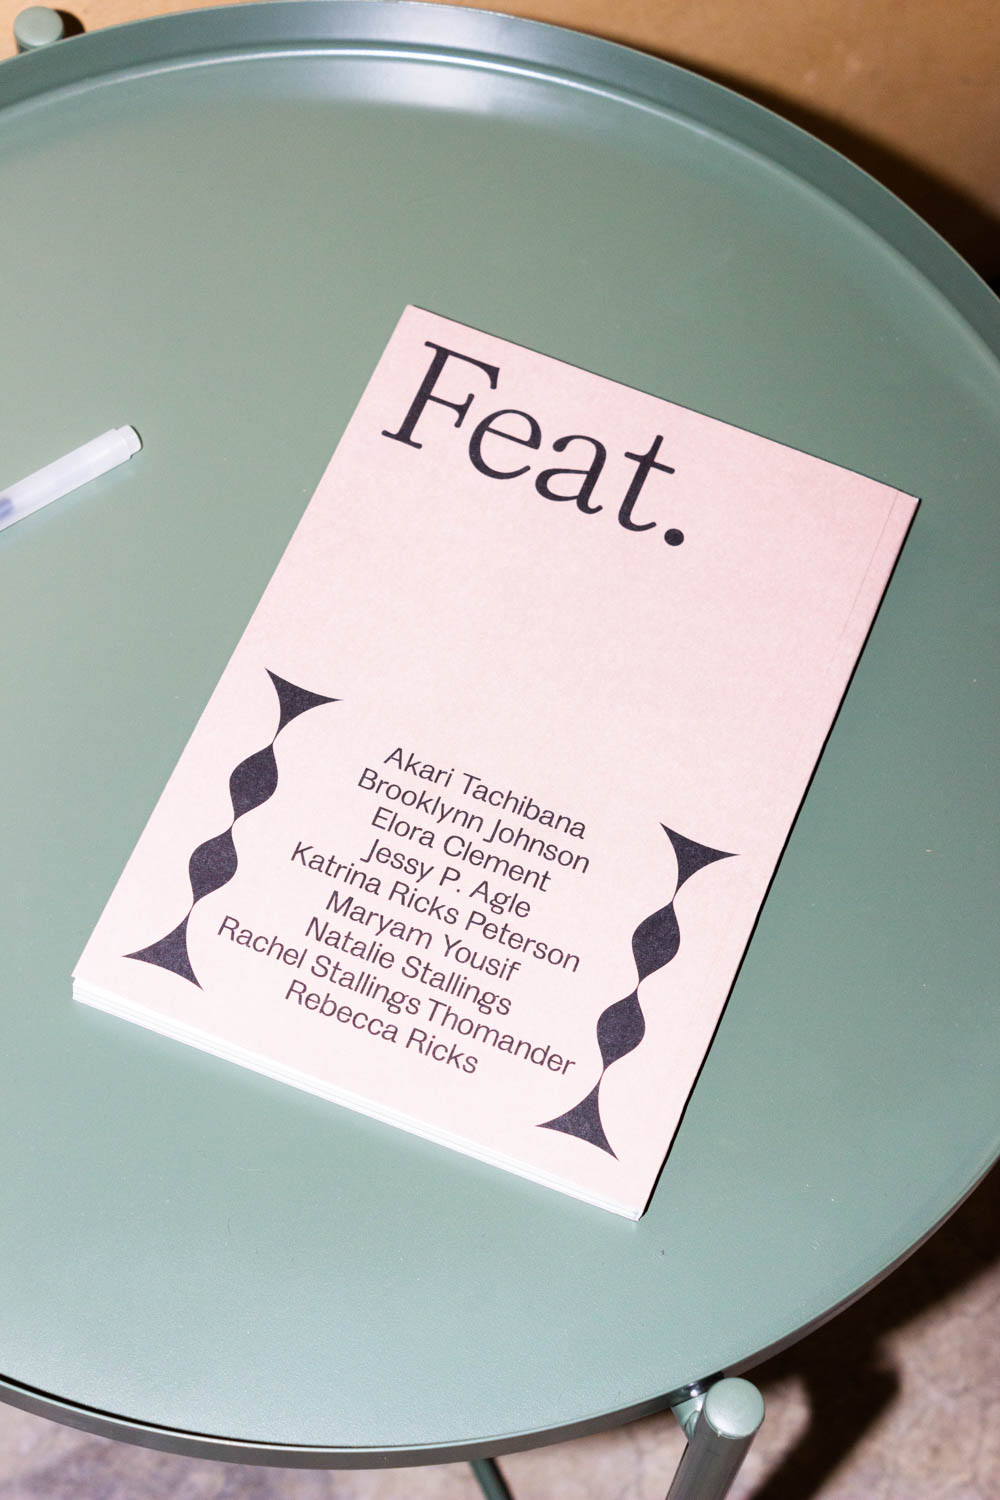 Feat.
Akari Tachibana
Brooklynn Johnson
Elora Clement
Jessy P. Agle
Katrina Ricks Peterson
Maryam Yousif
Natalie Stallings
Rachel Stallings Thomander
Rebecca Ricks